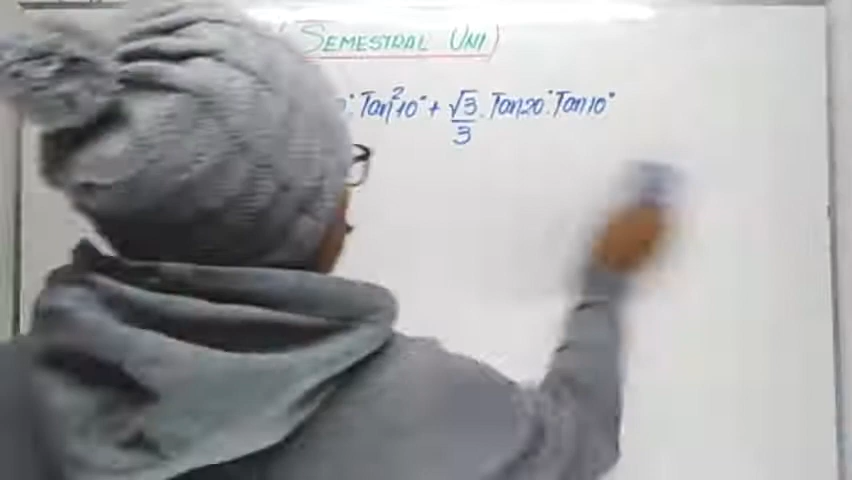 (SEMESTRAL UNI)
°. Tan²10° + √3/3 . Tan20°. Tan10°